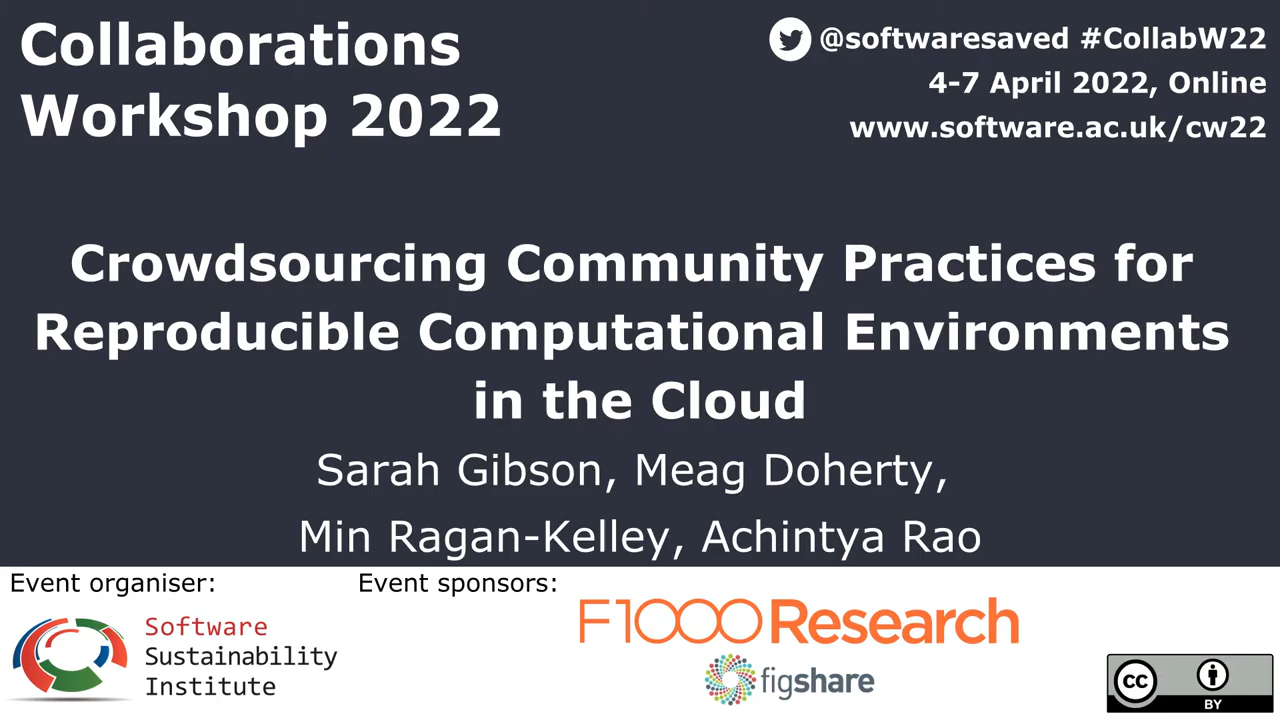 Collaborations
Workshop 2022
@softwaresaved #CollabW22
4-7 April 2022, Online
www.software.ac.uk/cw22
Crowdsourcing Community Practices for
Reproducible Computational Environments
in the Cloud
Sarah Gibson, Meag Doherty,
Min Ragan-Kelley, Achintya Rao
Event organiser:
Event sponsors:
Software
Sustainability
Institute
F1000Research
figshare
CC
BY